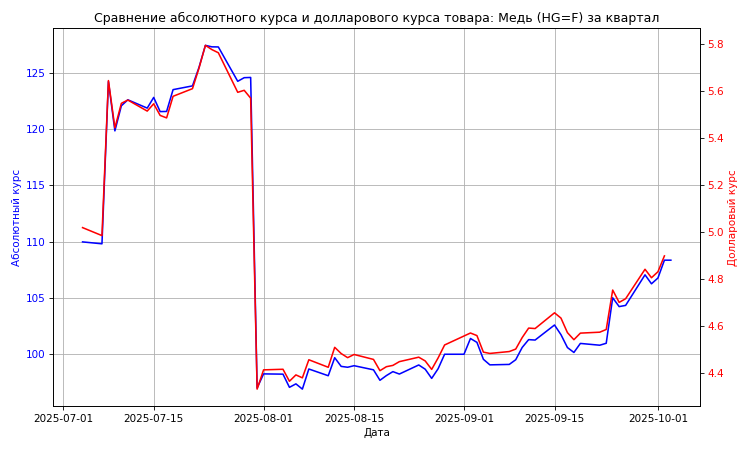 Сравнение абсолютного курса и долларового курса товара: Медь (HG=F) за квартал
Абсолютный курс
125
120
115
110
105
100
Долларовый курс
5.8
5.6
5.4
5.2
5.0
4.8
4.6
4.4
2025-07-01 2025-07-15 2025-08-01 2025-08-15 2025-09-01 2025-09-15 2025-10-01
Дата